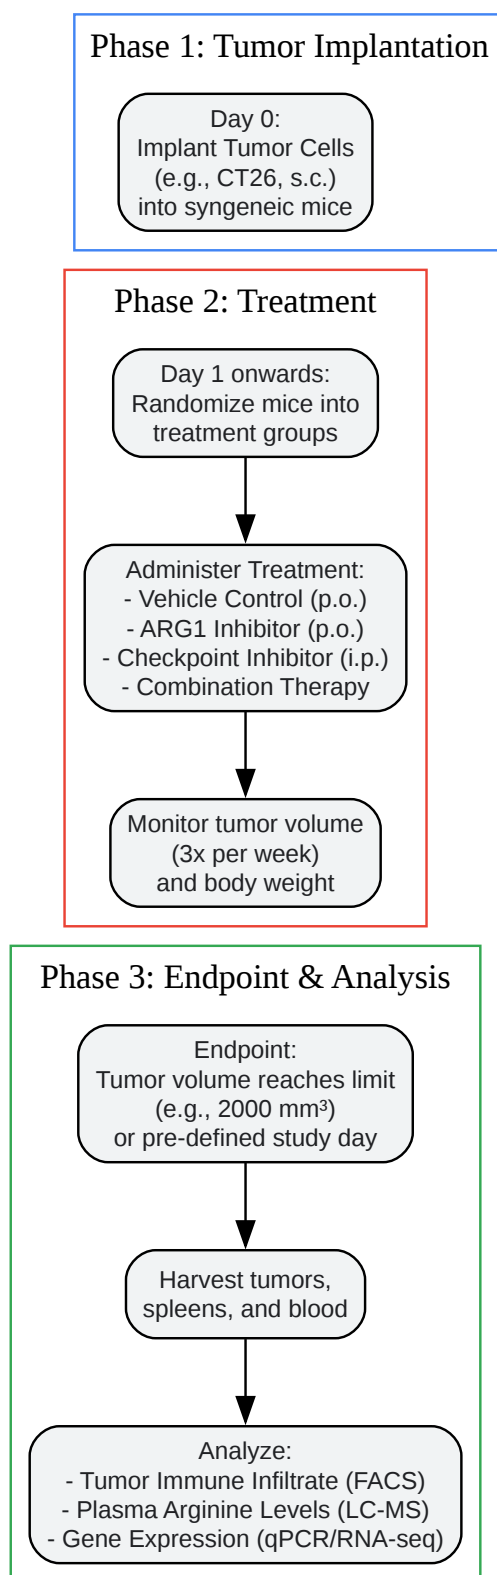 Phase 1: Tumor Implantation
Day 0:
Implant Tumor Cells
(e.g., CT26, s.c.)
into syngeneic mice
Phase 2: Treatment
Day 1 onwards:
Randomize mice into
treatment groups
Administer Treatment:
- Vehicle Control (p.o.)
- ARG1 Inhibitor (p.o.)
- Checkpoint Inhibitor (i.p.)
- Combination Therapy
Monitor tumor volume
(3x per week)
and body weight
Phase 3: Endpoint & Analysis
Endpoint:
Tumor volume reaches limit
(e.g., 2000 mm³)
or pre-defined study day
Harvest tumors,
spleens, and blood
Analyze:
- Tumor Immune Infiltrate (FACS)
- Plasma Arginine Levels (LC-MS)
- Gene Expression (qPCR/RNA-seq)